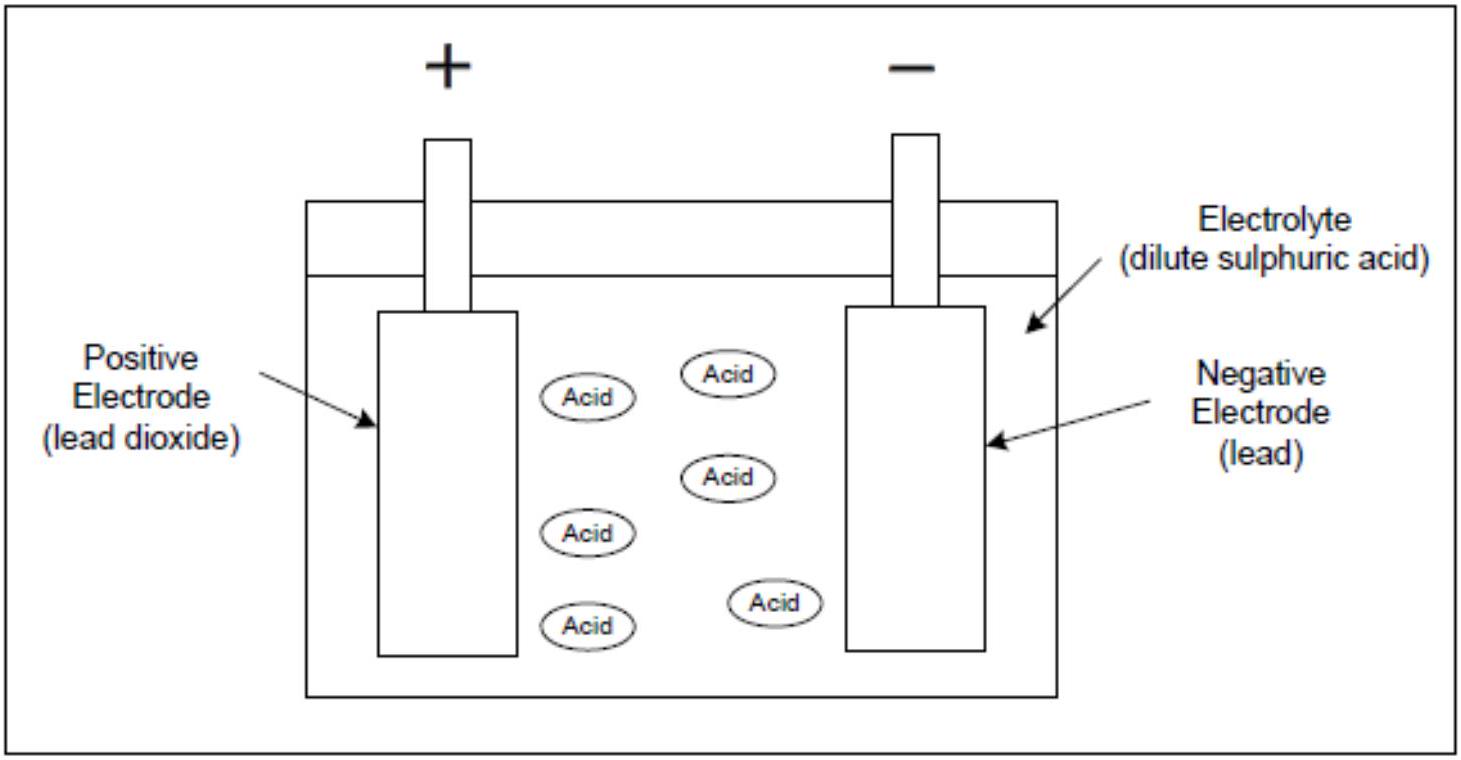 +
−
Electrolyte
(dilute sulphuric acid)
Positive
Electrode
(lead dioxide)
Negative
Electrode
(lead)
Acid
Acid
Acid
Acid
Acid
Acid